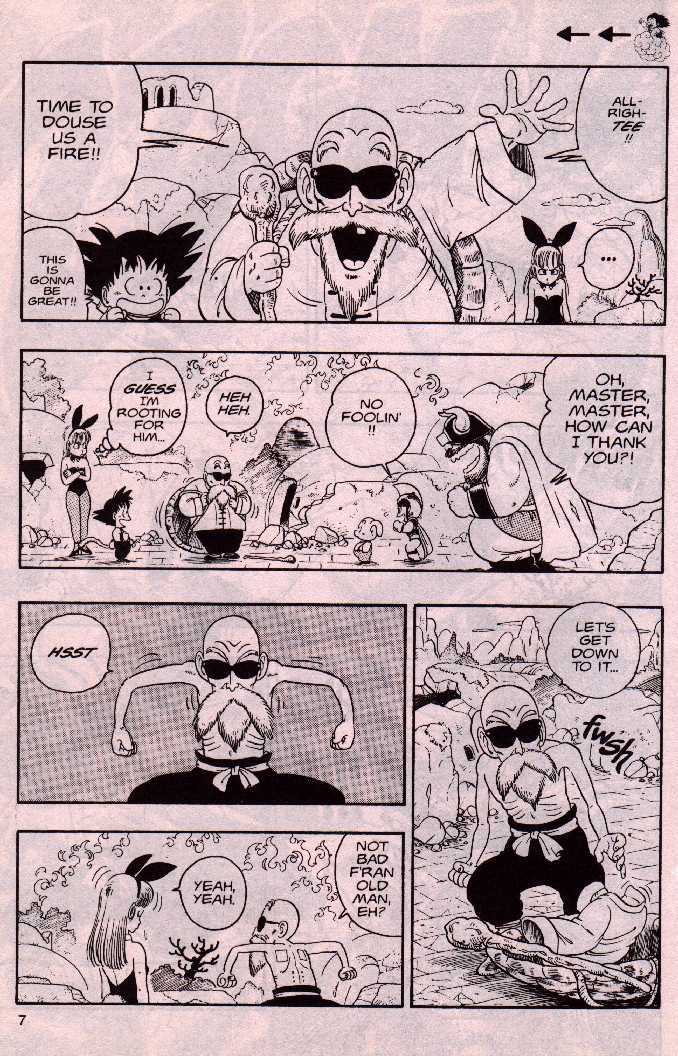 ALL-
RIGH-
TEE
!!
TIME TO
DOUSE
US A
FIRE!!
THIS
IS
GONNA
BE
GREAT!!
...
OH,
MASTER,
MASTER,
HOW CAN
I THANK
YOU?!
NO
FOOLIN'
!!
HEH
HEH.
I
GUESS
I'M
ROOTING
FOR
HIM...
LET'S
GET
DOWN
TO IT...
fwsh
HSST
NOT
BAD
F'RAN
OLD
MAN,
EH?
YEAH,
YEAH.
7